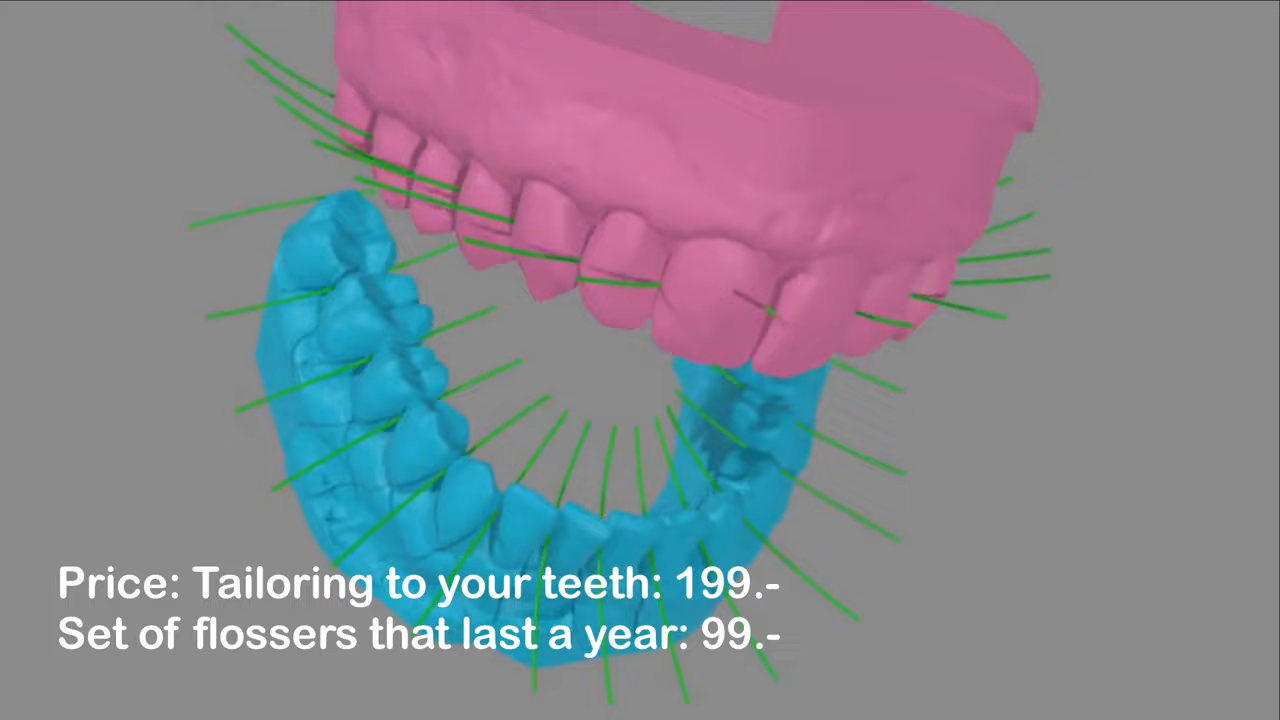 Price: Tailoring to your teeth: 199.-
Set of flossers that last a year: 99.-